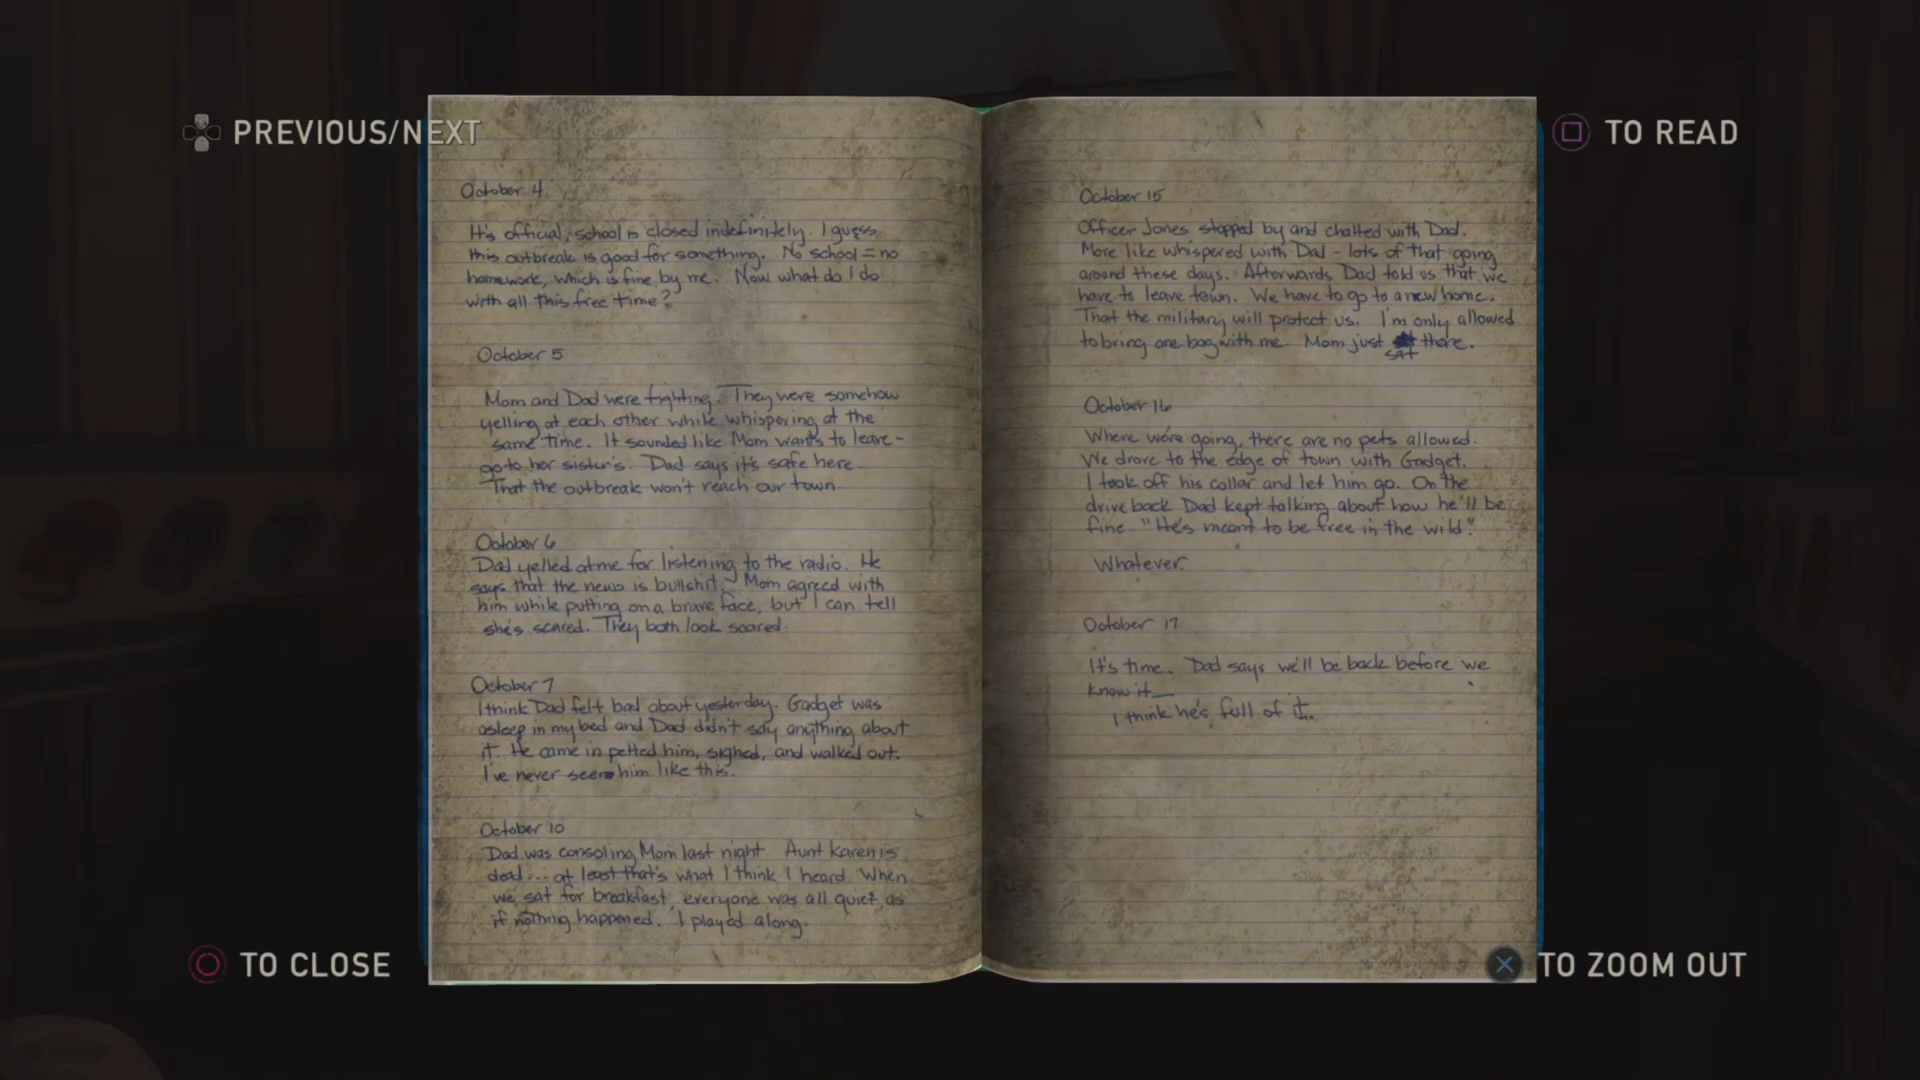 PREVIOUS/NEXT
TO READ
October 4
It's official, school is closed indefinitely. I guess
this outbreak is good for something. No school = no
homework, which is fine by me. Now what do I do
with all this free time?
October 5
Mom and Dad were fighting. They were somehow
yelling at each other while whispering at the
same time. It sounded like Mom wants to leave -
go to her sister's. Dad says it's safe here.
That the outbreak won't reach our town.
October 6
Dad yelled at me for listening to the radio. He
says that the news is bullshit. Mom agreed with
him while putting on a brave face, but I can tell
she's scared. They both look scared.
October 7
I think Dad felt bad about yesterday. Gadget was
asleep in my bed and Dad didn't say anything about
it. He came in petted him, sighed, and walked out.
I've never seen him like this.
October 10
Dad was consoling Mom last night. Aunt Karen is
dead... at least that's what I think I heard. When
we sat for breakfast, everyone was all quiet, as
if nothing happened. I played along.
October 15
Officer Jones stopped by and chatted with Dad.
More like whispered with Dad - lots of that going
around these days. Afterwards Dad told us that we
have to leave town. We have to go to a new home.
That the military will protect us. I'm only allowed
to bring one bag with me. Mom just sat there.
October 16
Where we're going, there are no pets allowed.
We drove to the edge of town with Gadget.
I took off his collar and let him go. On the
drive back Dad kept talking about how he'll be
fine. "He's meant to be free in the wild."
Whatever.
October 17
It's time. Dad says we'll be back before we
know it—
I think he's full of it.
TO CLOSE
TO ZOOM OUT